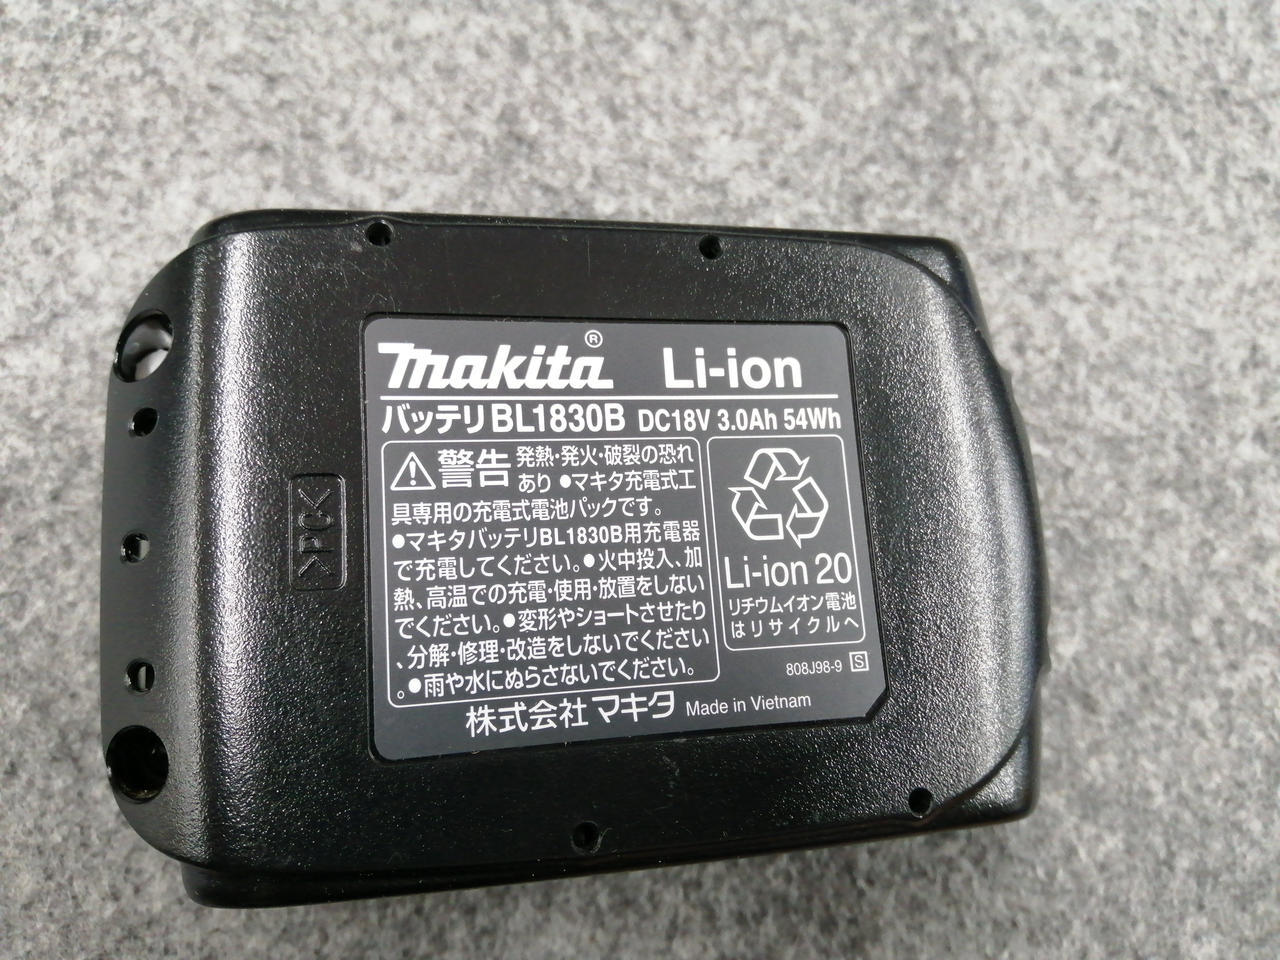 makita® Li-ion
バッテリBL1830B DC18V 3.0Ah 54Wh
警告 発熱・発火・破裂の恐れ
あり ●マキタ充電式工
具専用の充電式電池パックです。
●マキタバッテリBL1830B用充電器
で充電してください。●火中投入、加
熱、高温での充電・使用・放置をしない
でください。●変形やショートさせたり
、分解・修理・改造をしないでください
。●雨や水にぬらさないでください。
Li-ion 20
リチウムイオン電池
はリサイクルへ
808J98-9 S
株式会社マキタ Made in Vietnam
>PC<